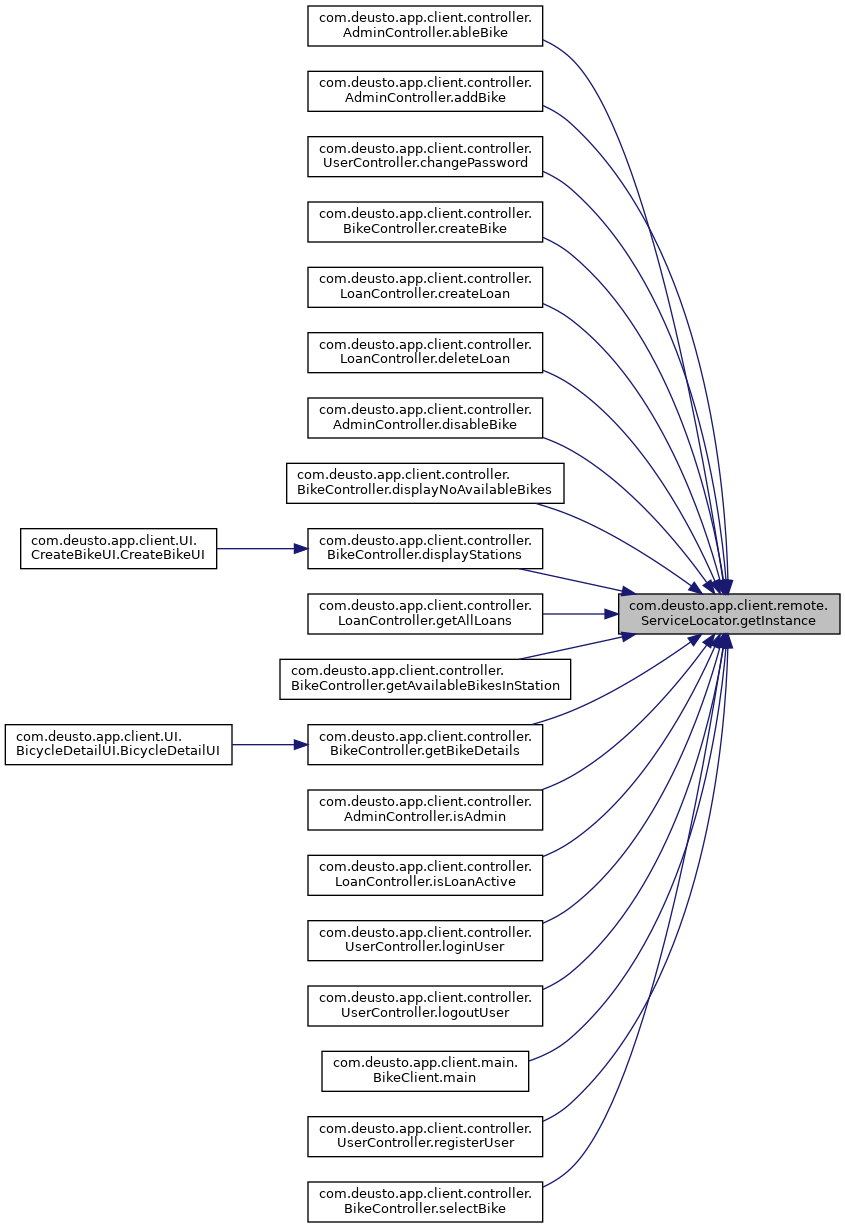 com.deusto.app.client.controller.
AdminController.ableBike
com.deusto.app.client.controller.
AdminController.addBike
com.deusto.app.client.controller.
UserController.changePassword
com.deusto.app.client.controller.
BikeController.createBike
com.deusto.app.client.controller.
LoanController.createLoan
com.deusto.app.client.controller.
LoanController.deleteLoan
com.deusto.app.client.controller.
AdminController.disableBike
com.deusto.app.client.controller.
BikeController.displayNoAvailableBikes
com.deusto.app.client.UI.
CreateBikeUI.CreateBikeUI
com.deusto.app.client.controller.
BikeController.displayStations
com.deusto.app.client.controller.
LoanController.getAllLoans
com.deusto.app.client.remote.
ServiceLocator.getInstance
com.deusto.app.client.controller.
BikeController.getAvailableBikesInStation
com.deusto.app.client.UI.
BicycleDetailUI.BicycleDetailUI
com.deusto.app.client.controller.
BikeController.getBikeDetails
com.deusto.app.client.controller.
AdminController.isAdmin
com.deusto.app.client.controller.
LoanController.isLoanActive
com.deusto.app.client.controller.
UserController.loginUser
com.deusto.app.client.controller.
UserController.logoutUser
com.deusto.app.client.main.
BikeClient.main
com.deusto.app.client.controller.
UserController.registerUser
com.deusto.app.client.controller.
BikeController.selectBike